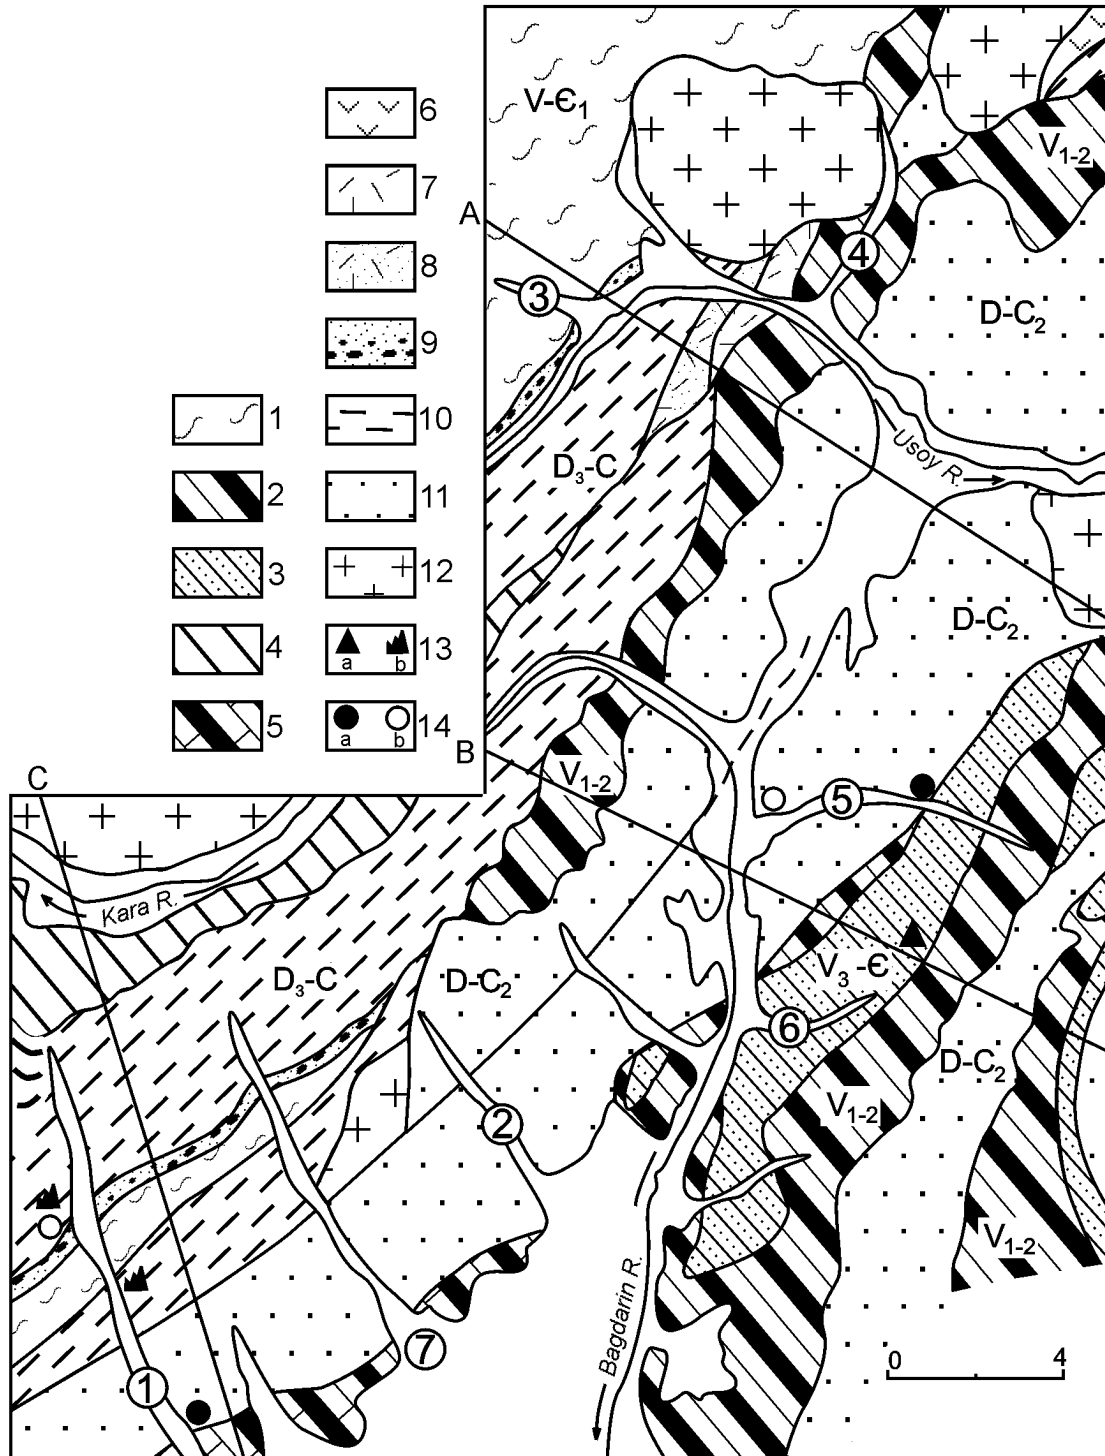 6
7
8
9
1
10
2
11
3
12
4
a b 13
5
a b 14
V-Є₁
V₁₋₂
A
4
3
D-C₂
D₃-C
Usoy R.
D-C₂
B
V₁₋₂
C
5
Kara R.
V₃-Є
D₃-C
D-C₂
6
D-C₂
V₁₋₂
2
V₁₋₂
Bagdarin R.
7
0 4
1